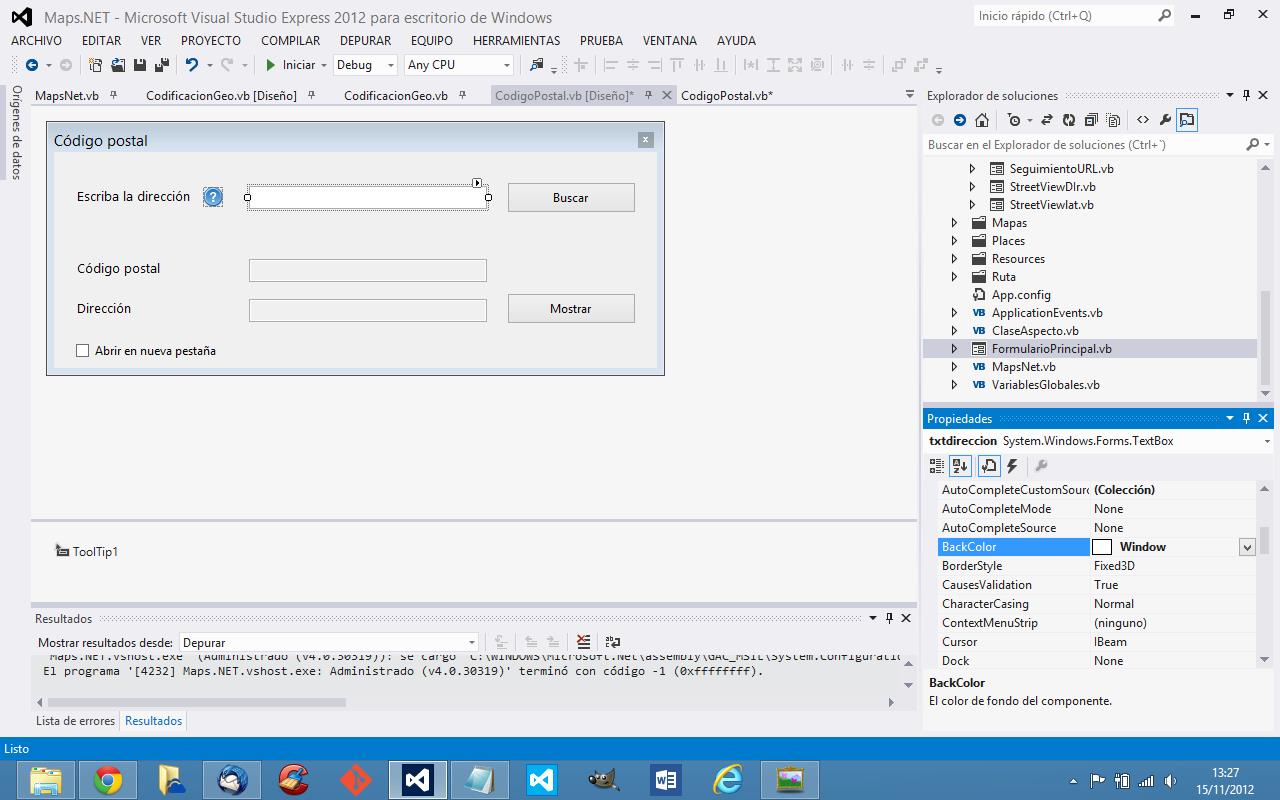 Maps.NET - Microsoft Visual Studio Express 2012 para escritorio de Windows
Inicio rápido (Ctrl+Q)
ARCHIVO EDITAR VER PROYECTO COMPILAR DEPURAR EQUIPO HERRAMIENTAS PRUEBA VENTANA AYUDA
Iniciar Debug Any CPU
Orígenes de datos
MapsNet.vb CodificacionGeo.vb [Diseño] CodificacionGeo.vb CodigoPostal.vb [Diseño]* CodigoPostal.vb*
Código postal
Escriba la dirección
Buscar
Código postal
Dirección
Mostrar
Abrir en nueva pestaña
ToolTip1
Explorador de soluciones
Buscar en el Explorador de soluciones (Ctrl+`)
SeguimientoURL.vb
StreetViewDIr.vb
StreetViewlat.vb
Mapas
Places
Resources
Ruta
App.config
VB ApplicationEvents.vb
VB ClaseAspecto.vb
FormularioPrincipal.vb
VB MapsNet.vb
VB VariablesGlobales.vb
Propiedades
txtdireccion System.Windows.Forms.TextBox
AutoCompleteCustomSourc (Colección)
AutoCompleteMode None
AutoCompleteSource None
BackColor Window
BorderStyle Fixed3D
CausesValidation True
CharacterCasing Normal
ContextMenuStrip (ninguno)
Cursor IBeam
Dock None
BackColor
El color de fondo del componente.
Resultados
Mostrar resultados desde: Depurar
'Maps.NET.vshost.exe' (Administrado (v4.0.30319)): se cargó 'C:\WINDOWS\Microsoft.Net\assembly\GAC_MSIL\System.Configuratio
El programa '[4232] Maps.NET.vshost.exe: Administrado (v4.0.30319)' terminó con código -1 (0xffffffff).
Lista de errores Resultados
Listo
13:27
15/11/2012